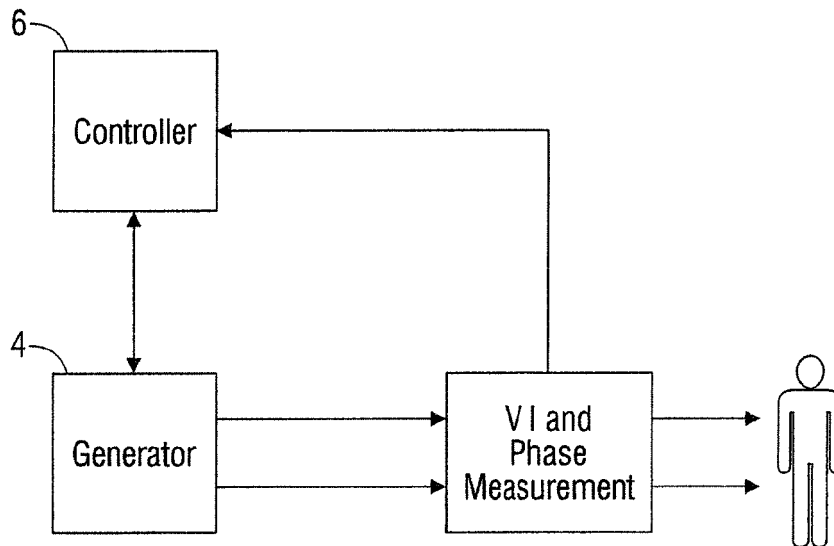 6
Controller
4
Generator
V I and
Phase
Measurement